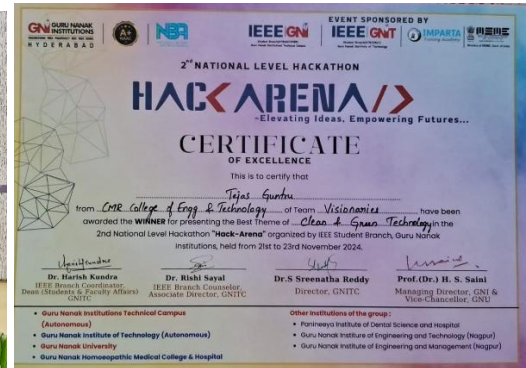 GNI GURU NANAK INSTITUTIONS
HYDERABAD
A+
NBA
IEEE GNI
EVENT SPONSORED BY
IEEE GNIT
IMPARTA
Training Academy
MSME
2nd NATIONAL LEVEL HACKATHON
HACK ARENA/>
-Elevating Ideas, Empowering Futures...
CERTIFICATE
OF EXCELLENCE
This is to certify that
Tejas Guntru
from CMR College of Engg & Technology of Team Visionaries have been
awarded the WINNER for presenting the Best Theme of Clean & Green Technology in the
2nd National Level Hackathon "Hack-Arena" organized by IEEE Student Branch, Guru Nanak
Institutions, held from 21st to 23rd November 2024.
Dr. Harish Kundra
IEEE Branch Coordinator,
Dean (Students & Faculty Affairs)
GNITC
Dr. Rishi Sayal
IEEE Branch Counselor,
Associate Director, GNITC
Dr.S Sreenatha Reddy
Director, GNITC
Prof.(Dr.) H. S. Saini
Managing Director, GNI &
Vice-Chancellor, GNU
• Guru Nanak Institutions Technical Campus
(Autonomous)
• Guru Nanak Institute of Technology (Autonomous)
• Guru Nanak University
• Guru Nanak Homoeopathic Medical College & Hospital
Other institutions of the group :
• Panineeya Institute of Dental Science and Hospital
• Guru Nanak Institute of Engineering and Technology (Nagpur)
• Guru Nanak Institute of Engineering and Management (Nagpur)